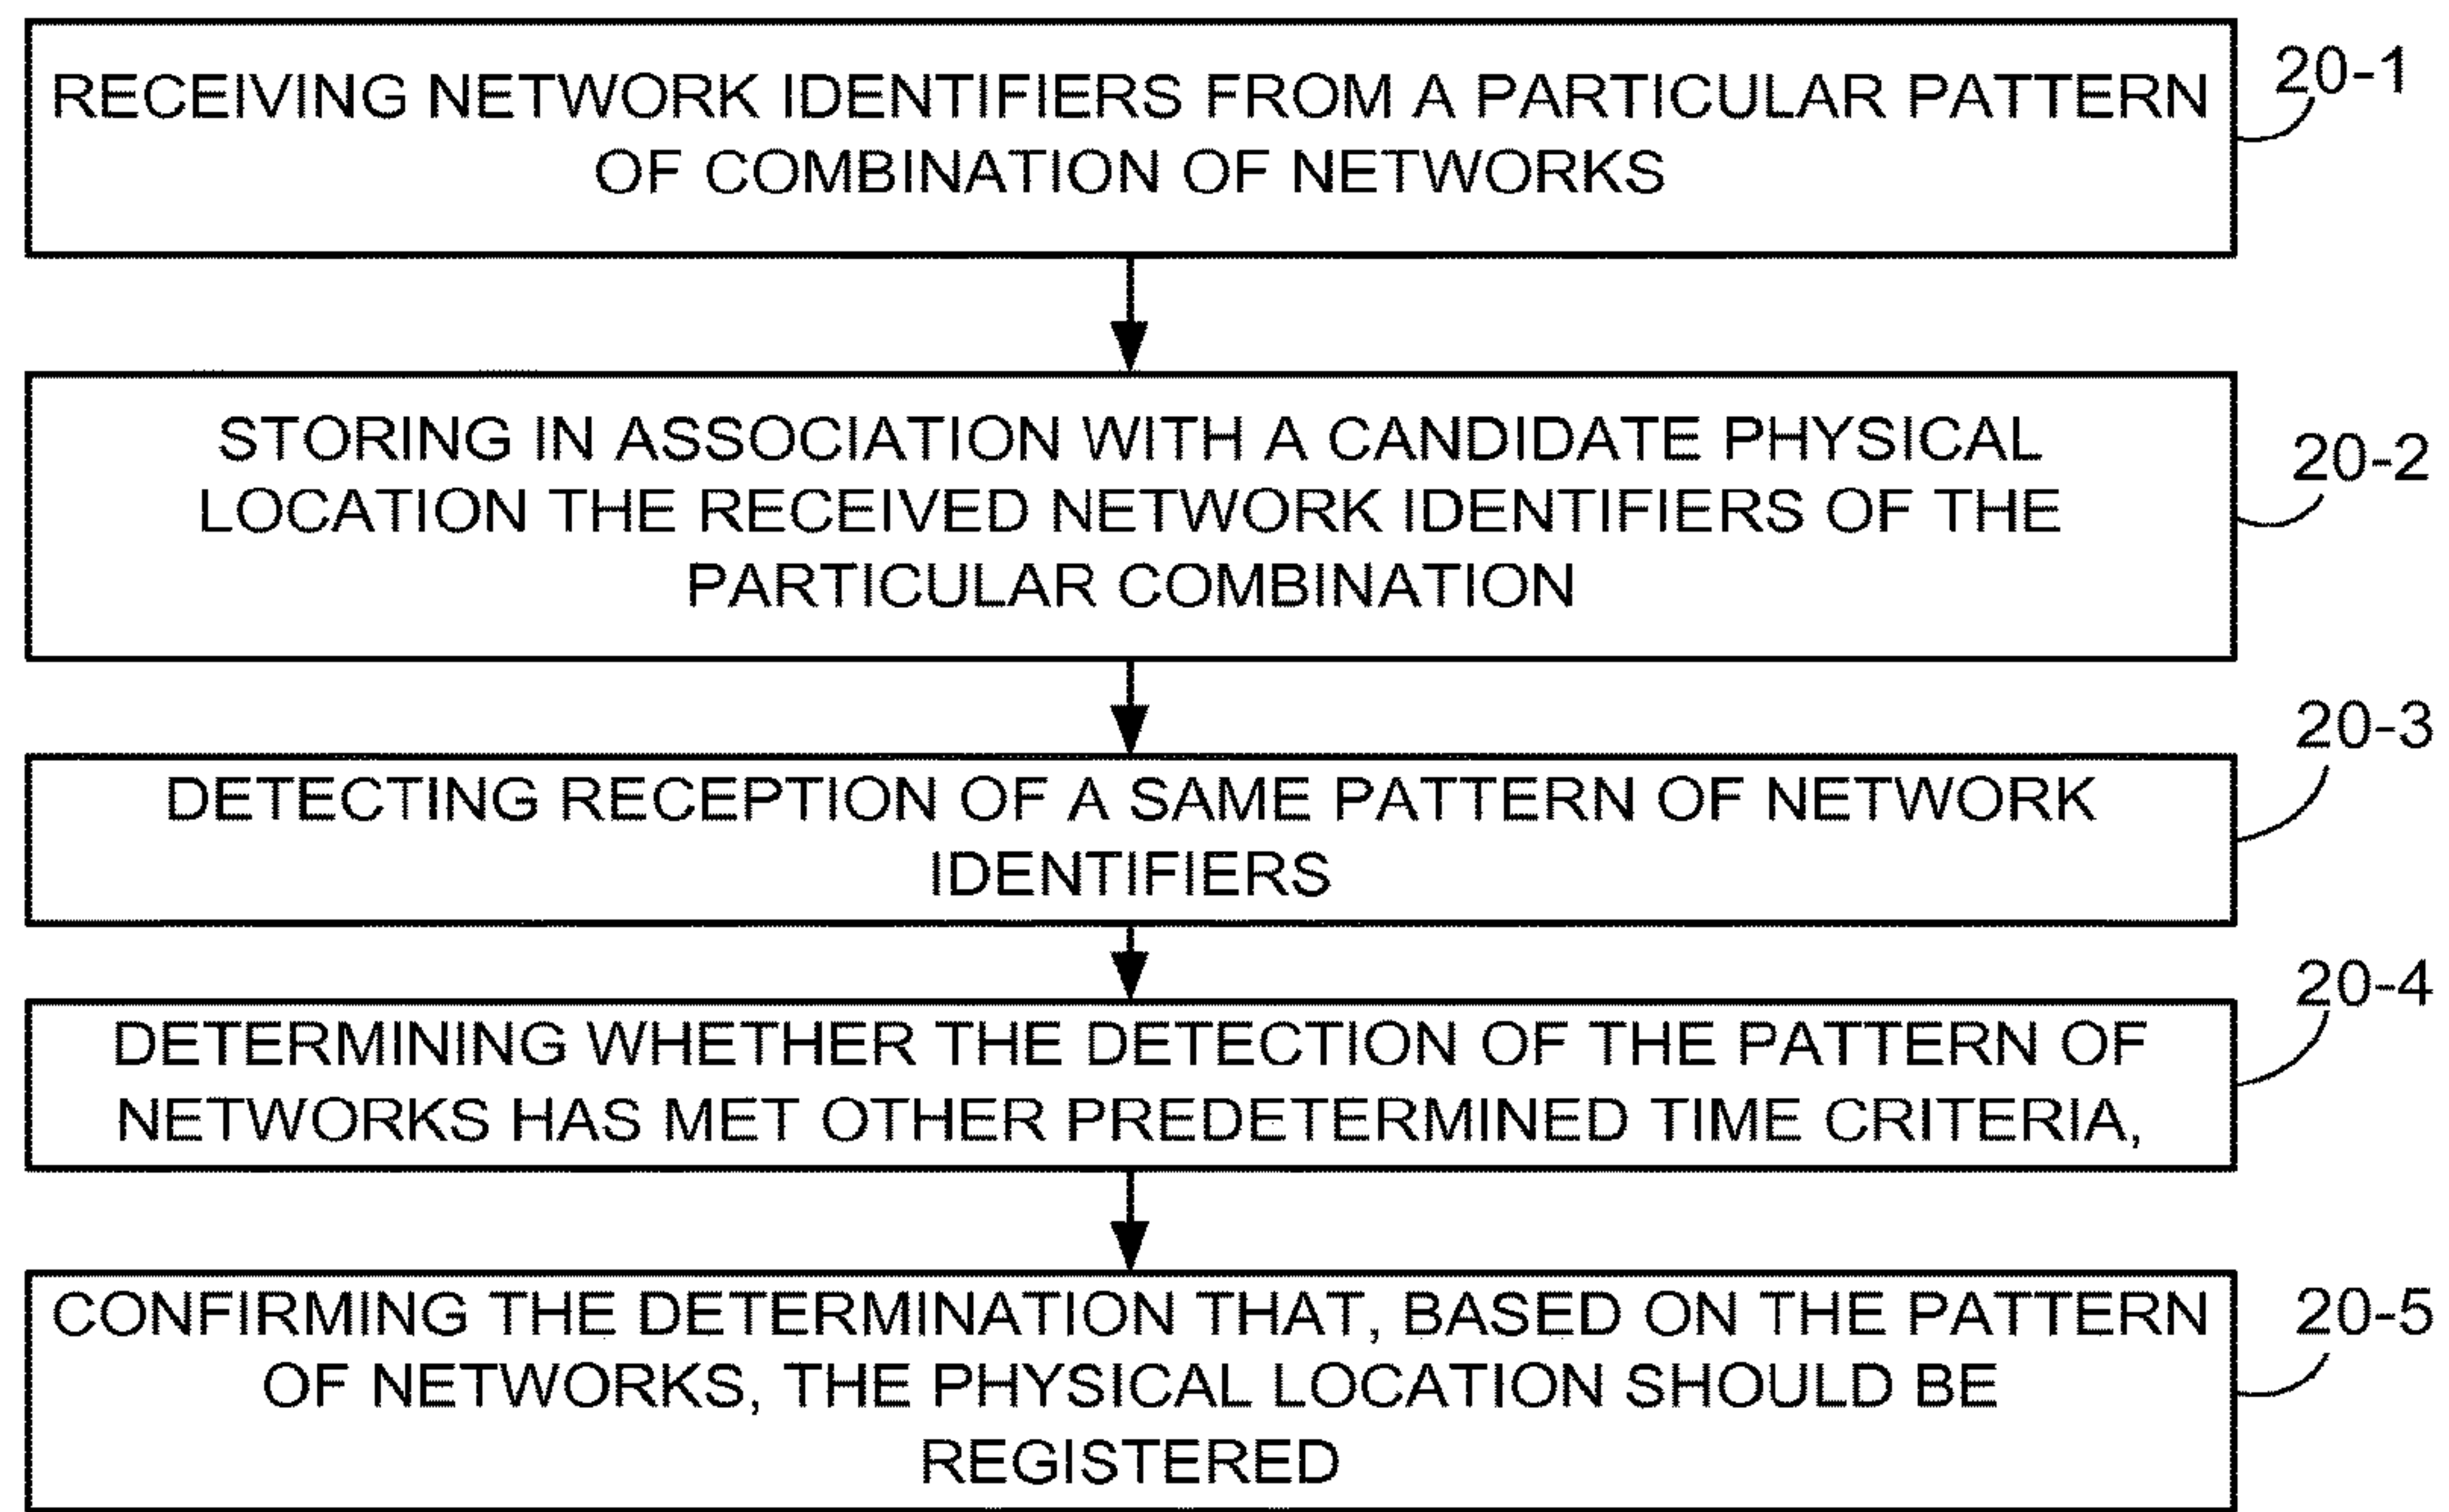 RECEIVING NETWORK IDENTIFIERS FROM A PARTICULAR PATTERN
OF COMBINATION OF NETWORKS
20-1
STORING IN ASSOCIATION WITH A CANDIDATE PHYSICAL
LOCATION THE RECEIVED NETWORK IDENTIFIERS OF THE
PARTICULAR COMBINATION
20-2
DETECTING RECEPTION OF A SAME PATTERN OF NETWORK
IDENTIFIERS
20-3
DETERMINING WHETHER THE DETECTION OF THE PATTERN OF
NETWORKS HAS MET OTHER PREDETERMINED TIME CRITERIA,
20-4
CONFIRMING THE DETERMINATION THAT, BASED ON THE PATTERN
OF NETWORKS, THE PHYSICAL LOCATION SHOULD BE
REGISTERED
20-5